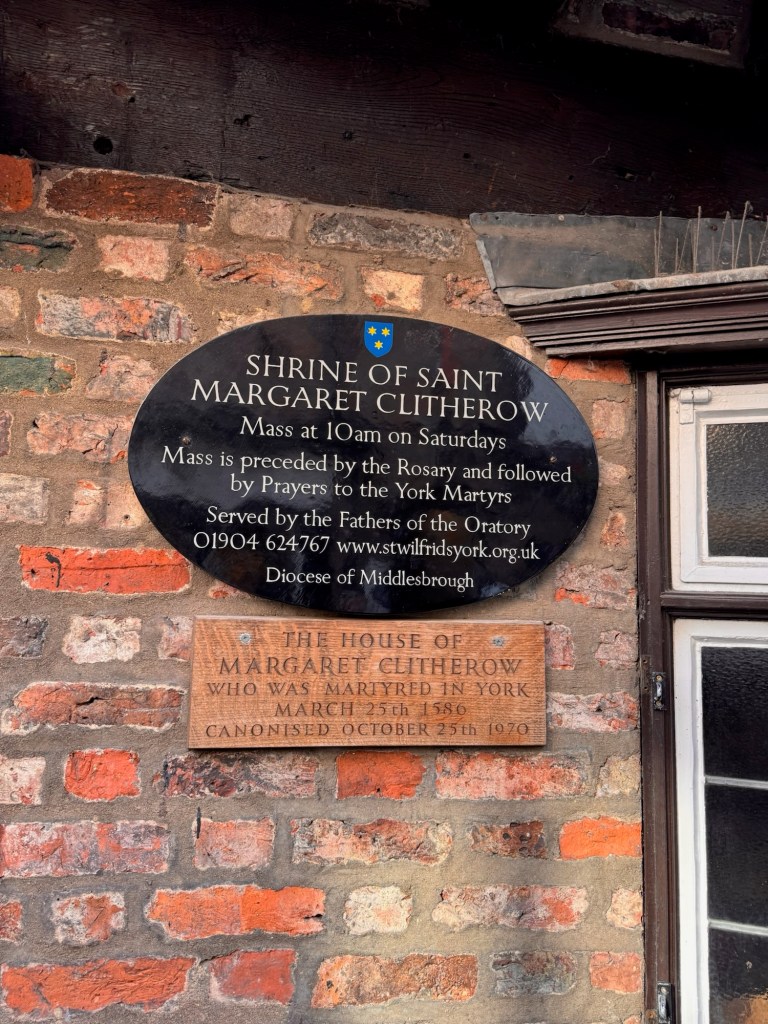 SHRINE OF SAINT
MARGARET CLITHEROW
Mass at 10am on Saturdays
Mass is preceded by the Rosary and followed
by Prayers to the York Martyrs
Served by the Fathers of the Oratory
01904 624767 www.stwilfridsyork.org.uk
Diocese of Middlesbrough
THE HOUSE OF
MARGARET CLITHEROW
WHO WAS MARTYRED IN YORK
MARCH 25th 1586
CANONISED OCTOBER 25th 1970